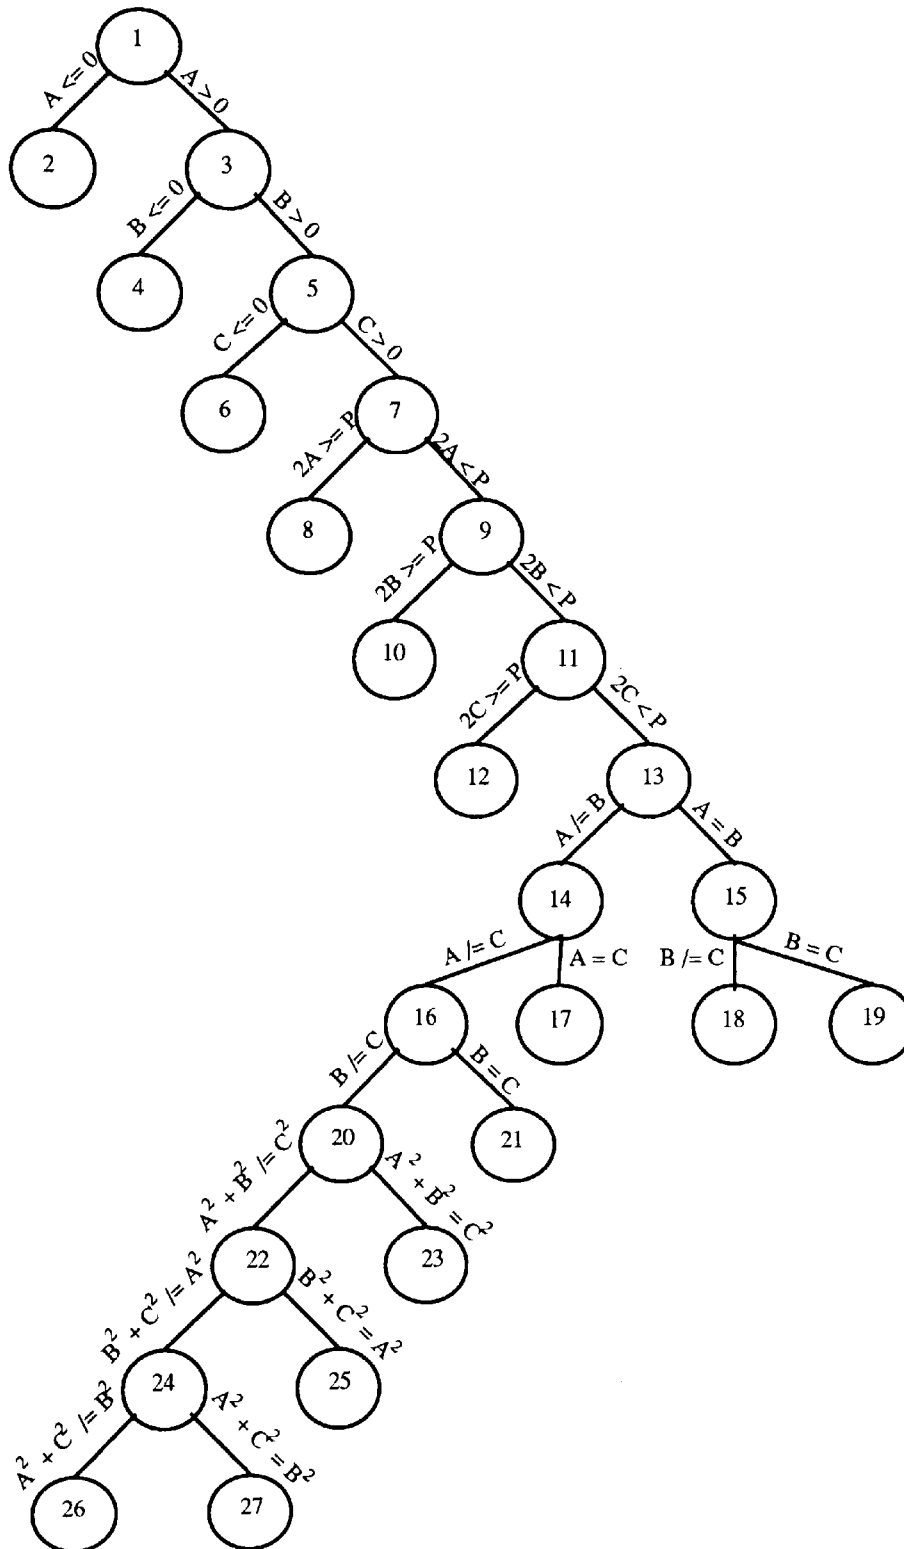 1
A <= 0
A > 0
2
3
B <= 0
B > 0
4
5
C <= 0
C > 0
6
7
2A >= P
2A < P
8
9
2B >= P
2B < P
10
11
2C >= P
2C < P
12
13
A /= B
A = B
14
15
A /= C
A = C
B /= C
B = C
16
17
18
19
B /= C
B = C
20
21
A² + B² /= C²
A² + B² = C²
22
23
B² + C² /= A²
B² + C² = A²
24
25
A² + C² /= B²
A² + C² = B²
26
27